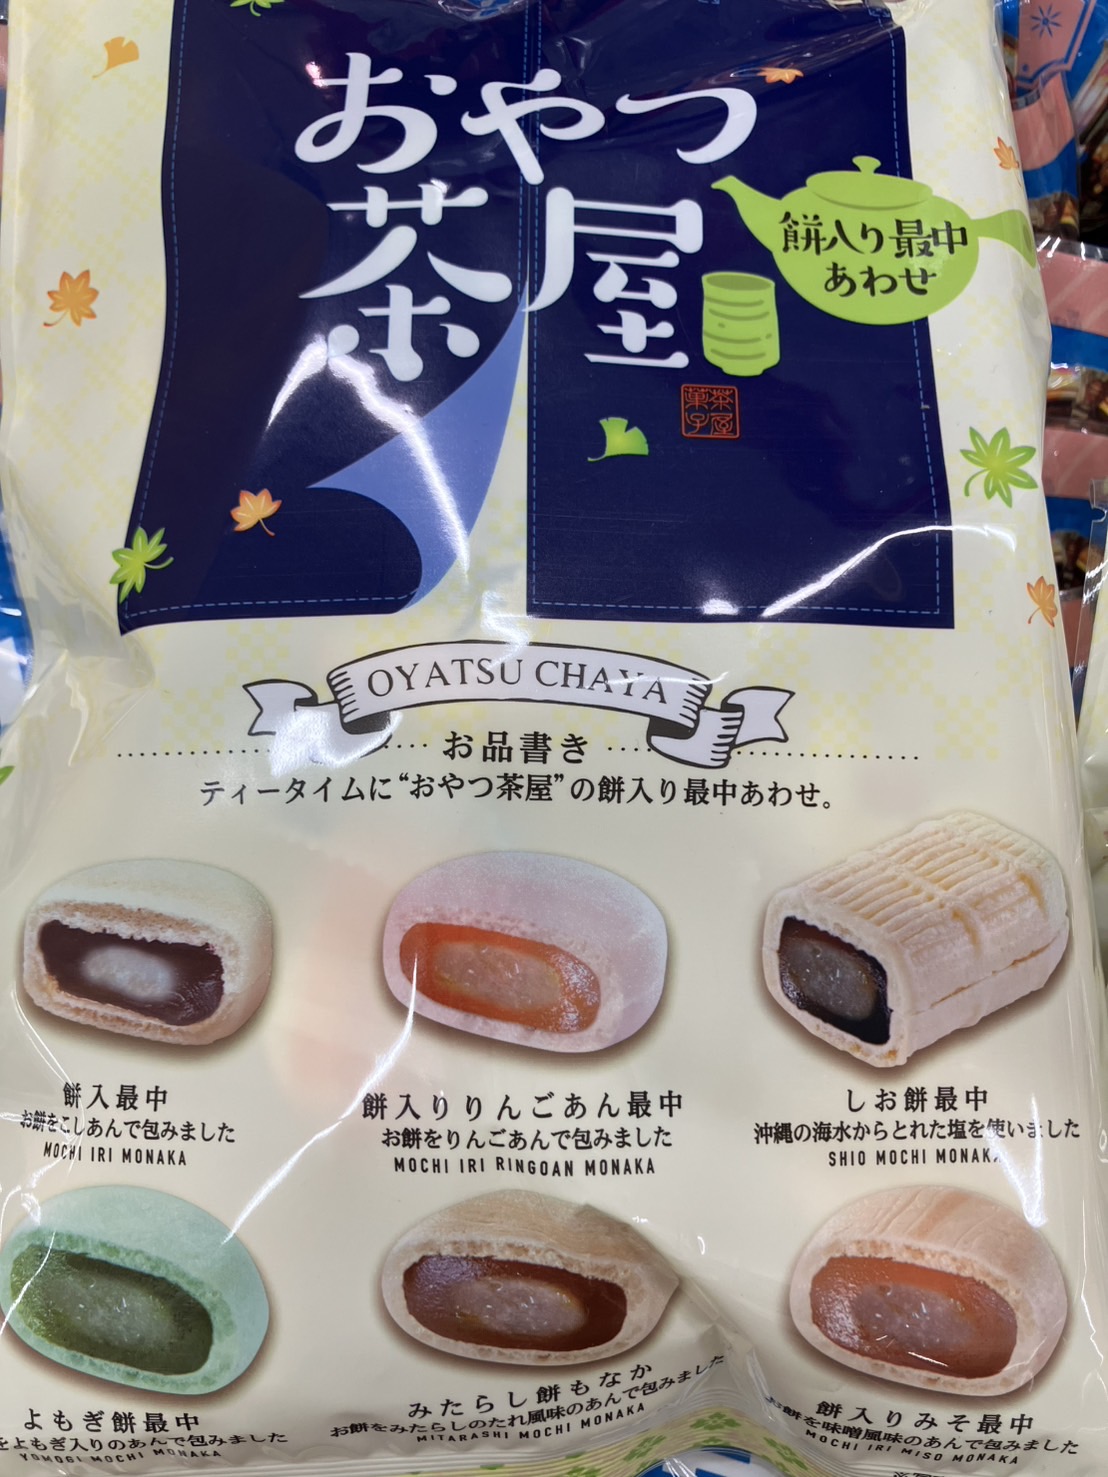 おやつ
茶屋
餅入り最中
あわせ
茶屋
菓子
OYATSU CHAYA
お品書き
ティータイムに“おやつ茶屋”の餅入り最中あわせ。
餅入最中
お餅をこしあんで包みました
MOCHI IRI MONAKA
餅入りりんごあん最中
お餅をりんごあんで包みました
MOCHI IRI RINGOAN MONAKA
しお餅最中
沖縄の海水からとれた塩を使いました
SHIO MOCHI MONAKA
よもぎ餅最中
をよもぎ入りのあんで包みました
YOMOGI MOCHI MONAKA
みたらし餅もなか
お餅をみたらしのたれ風味のあんで包みました
MITARASHI MOCHI MONAKA
餅入りみそ最中
お餅を味噌風味のあんで包みました
MOCHI IRI MISO MONAKA